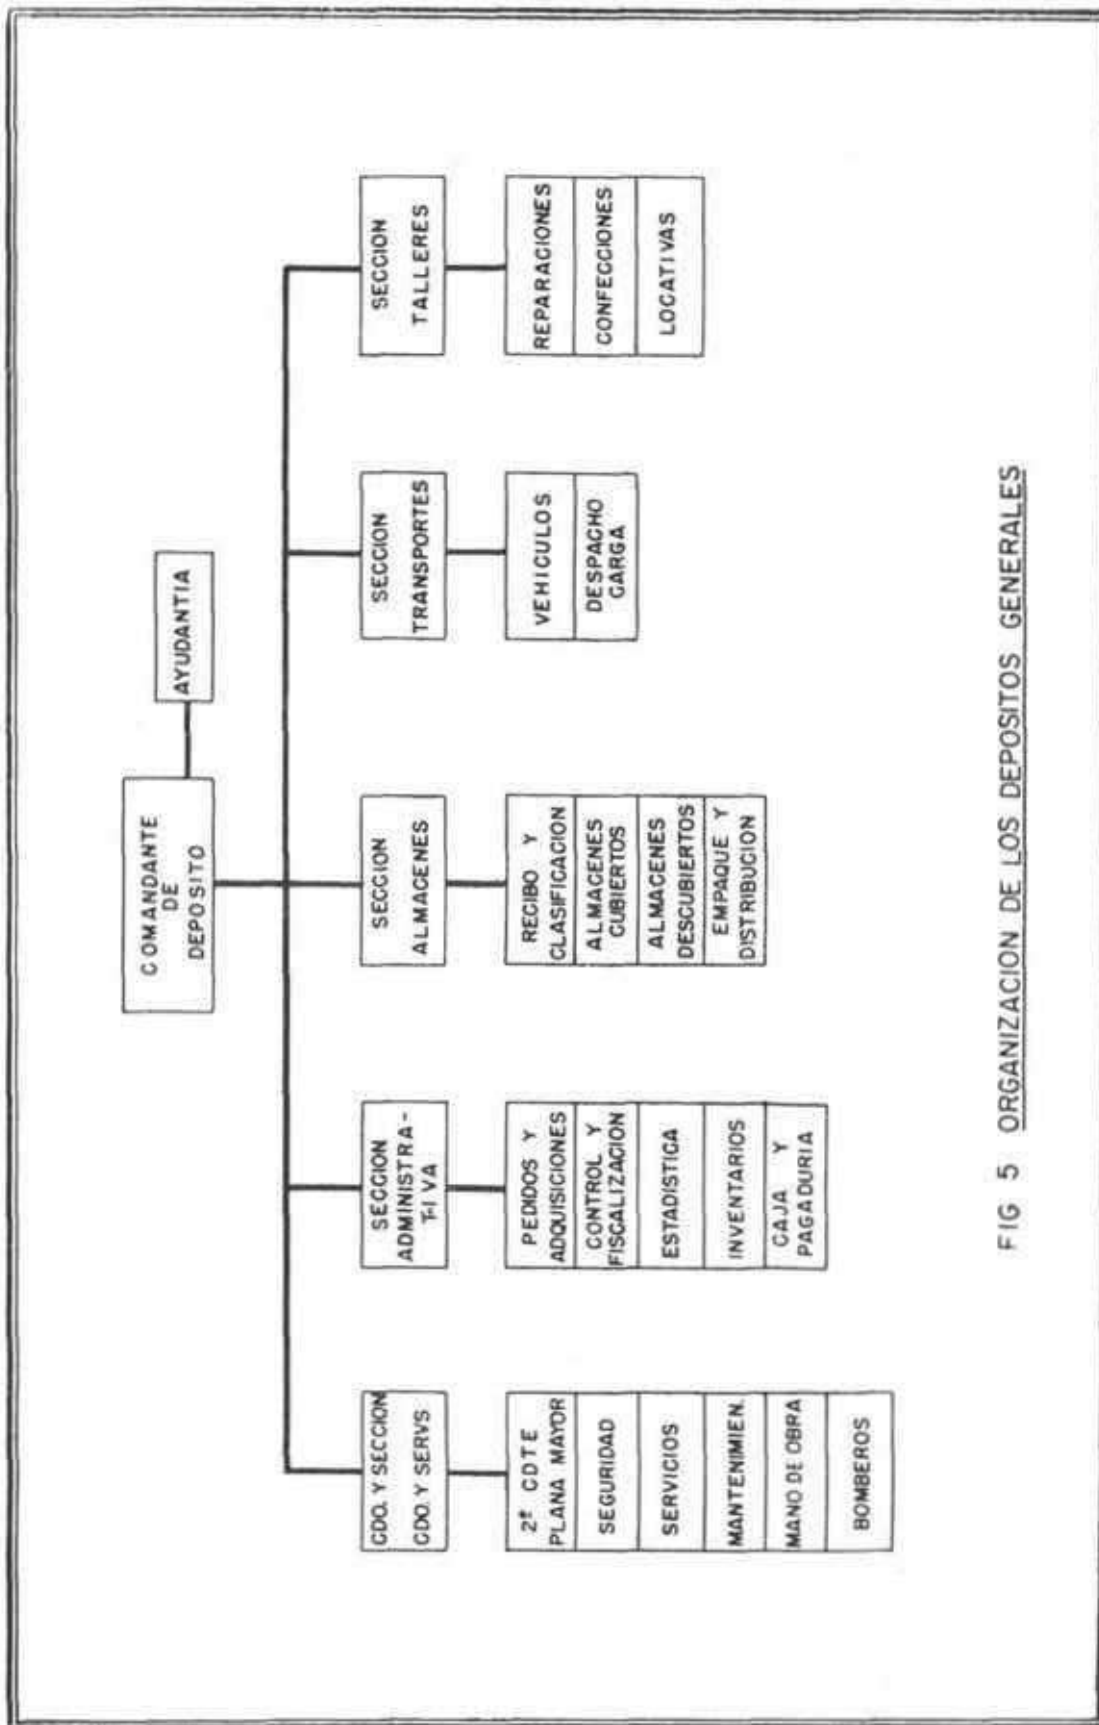 COMANDANTE
DE
DEPOSITO
AYUDANTIA
CDO. Y SECCION
CDO. Y SERVS
2º CDTE
PLANA MAYOR
SEGURIDAD
SERVICIOS
MANTENIMIEN.
MANO DE OBRA
BOMBEROS
SECCION
ADMINISTRA-
TIVA
PEDIDOS Y
ADQUISICIONES
CONTROL Y
FISCALIZACION
ESTADISTICA
INVENTARIOS
CAJA Y
PAGADURIA
SECCION
ALMACENES
RECIBO Y
CLASIFICACION
ALMACENES
CUBIERTOS
ALMACENES
DESCUBIERTOS
EMPAQUE Y
DISTRIBUCION
SECCION
TRANSPORTES
VEHICULOS
DESPACHO
CARGA
SECCION
TALLERES
REPARACIONES
CONFECCIONES
LOCATIVAS
FIG 5 ORGANIZACION DE LOS DEPOSITOS GENERALES